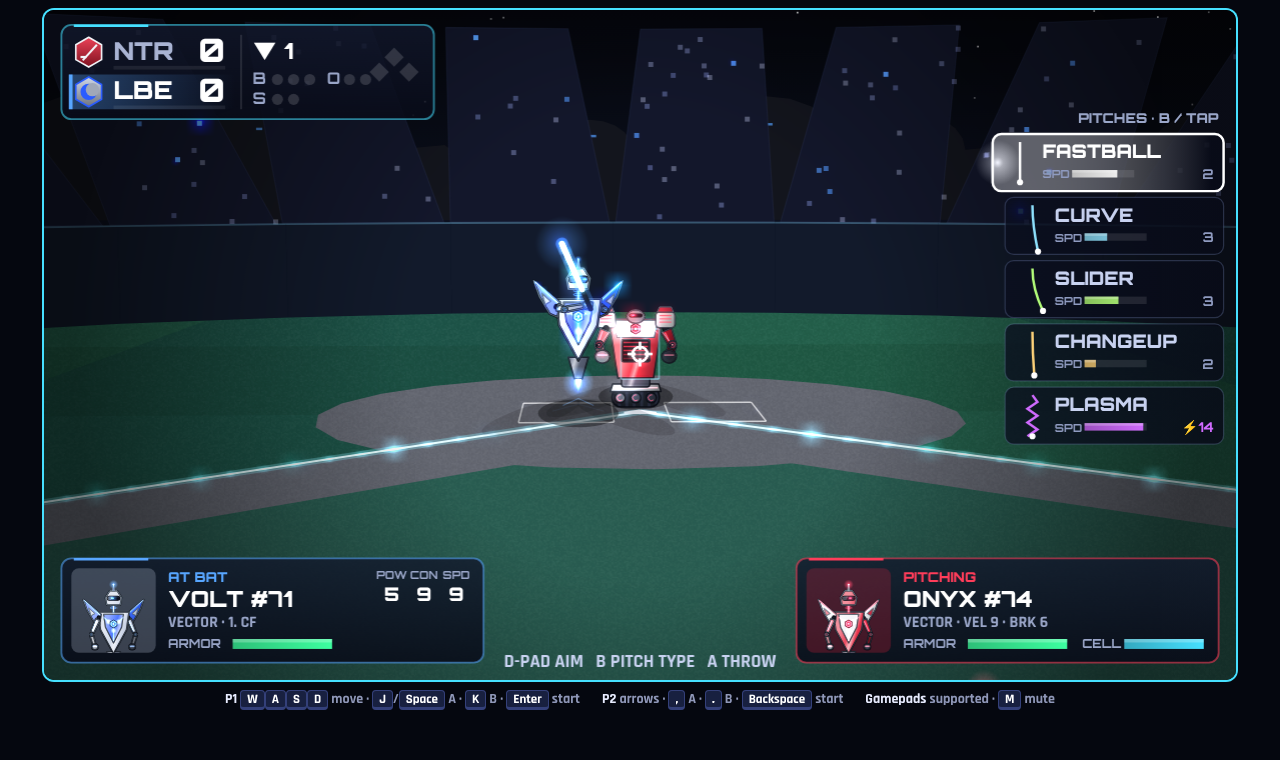 NTR 0
LBE 0
▼ 1
B O
S
PITCHES · B / TAP
FASTBALL
SPD 2
CURVE
SPD 3
SLIDER
SPD 3
CHANGEUP
SPD 2
PLASMA
SPD ⚡14
AT BAT
POW CON SPD
VOLT #71
5 9 9
VECTOR · 1. CF
ARMOR
PITCHING
ONYX #74
VECTOR · VEL 9 · BRK 6
ARMOR CELL
D-PAD AIM B PITCH TYPE A THROW
P1 W A S D move · J / Space A · K B · Enter start P2 arrows · , A · . B · Backspace start Gamepads supported · M mute